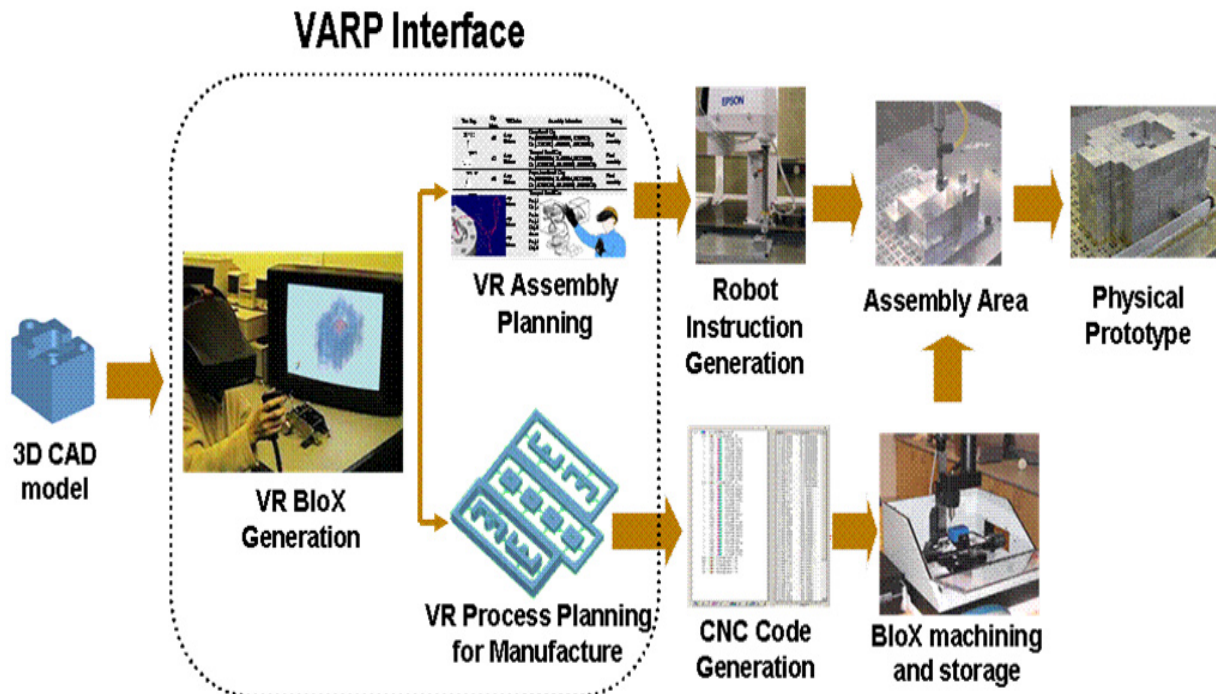 VARP Interface
EPSON
VR Assembly
Planning
Robot
Instruction
Generation
Assembly Area
Physical
Prototype
3D CAD
model
VR BloX
Generation
VR Process Planning
for Manufacture
CNC Code
Generation
BloX machining
and storage